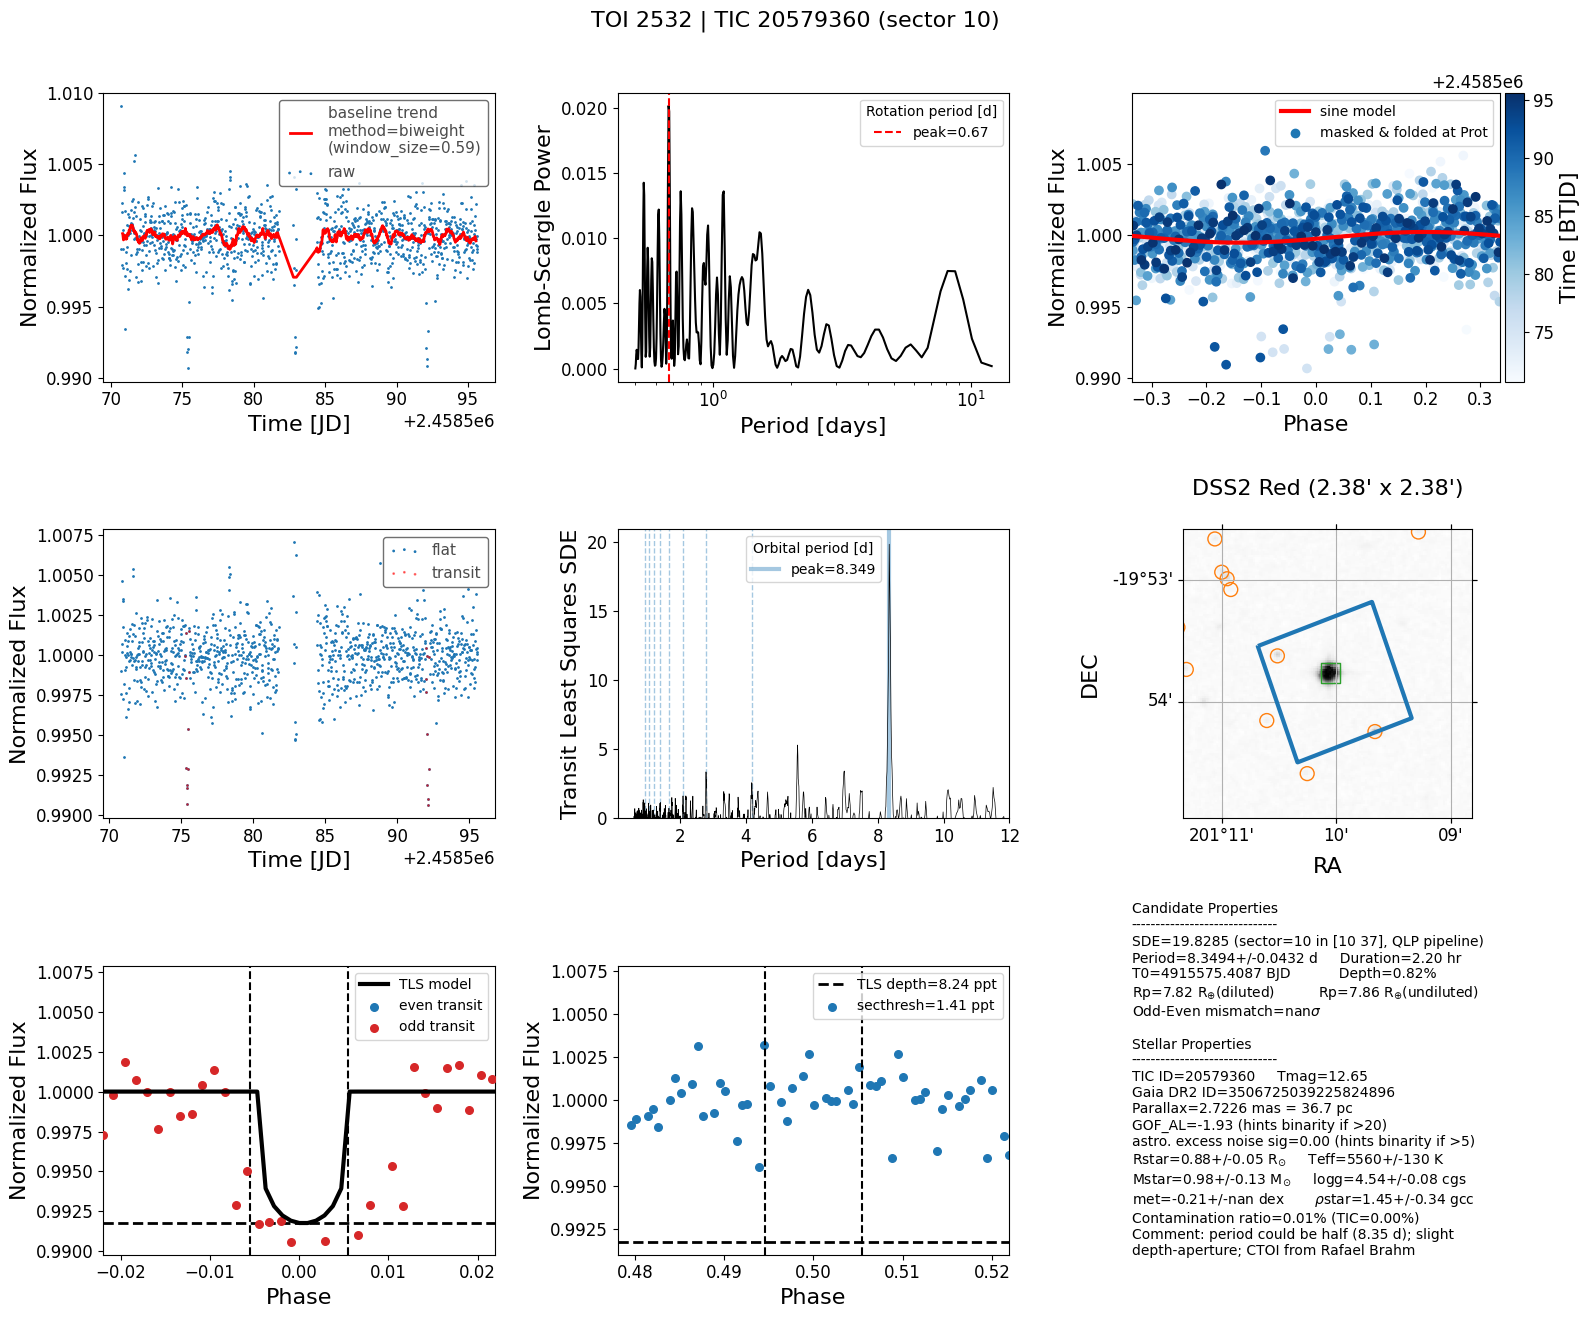 TOI 2532 | TIC 20579360 (sector 10)
1.010
1.005
1.000
0.995
0.990
Normalized Flux
baseline trend
method=biweight
(window_size=0.59)
raw
70
75
80
85
90
95
Time [JD]
+2.4585e6
0.020
0.015
0.010
0.005
0.000
Lomb-Scargle Power
Rotation period [d]
peak=0.67
10⁰
10¹
Period [days]
+2.4585e6
1.005
1.000
0.995
0.990
Normalized Flux
sine model
masked & folded at Prot
−0.3
−0.2
−0.1
0.0
0.1
0.2
0.3
Phase
95
90
85
80
75
Time [BTJD]
1.0075
1.0050
1.0025
1.0000
0.9975
0.9950
0.9925
0.9900
Normalized Flux
flat
transit
70
75
80
85
90
95
Time [JD]
+2.4585e6
20
15
10
5
0
Transit Least Squares SDE
Orbital period [d]
peak=8.349
2
4
6
8
10
12
Period [days]
DSS2 Red (2.38' x 2.38')
-19°53'
54'
DEC
201°11'
10'
09'
RA
1.0075
1.0050
1.0025
1.0000
0.9975
0.9950
0.9925
0.9900
Normalized Flux
TLS model
even transit
odd transit
−0.02
−0.01
0.00
0.01
0.02
Phase
1.0075
1.0050
1.0025
1.0000
0.9975
0.9950
0.9925
Normalized Flux
TLS depth=8.24 ppt
secthresh=1.41 ppt
0.48
0.49
0.50
0.51
0.52
Phase
Candidate Properties
------------------------------
SDE=19.8285 (sector=10 in [10 37], QLP pipeline)
Period=8.3494+/-0.0432 d Duration=2.20 hr
T0=4915575.4087 BJD Depth=0.82%
Rp=7.82 R⊕(diluted) Rp=7.86 R⊕(undiluted)
Odd-Even mismatch=nanσ
Stellar Properties
------------------------------
TIC ID=20579360 Tmag=12.65
Gaia DR2 ID=3506725039225824896
Parallax=2.7226 mas = 36.7 pc
GOF_AL=-1.93 (hints binarity if >20)
astro. excess noise sig=0.00 (hints binarity if >5)
Rstar=0.88+/-0.05 R☉ Teff=5560+/-130 K
Mstar=0.98+/-0.13 M☉ logg=4.54+/-0.08 cgs
met=-0.21+/-nan dex ρstar=1.45+/-0.34 gcc
Contamination ratio=0.01% (TIC=0.00%)
Comment: period could be half (8.35 d); slight
depth-aperture; CTOI from Rafael Brahm